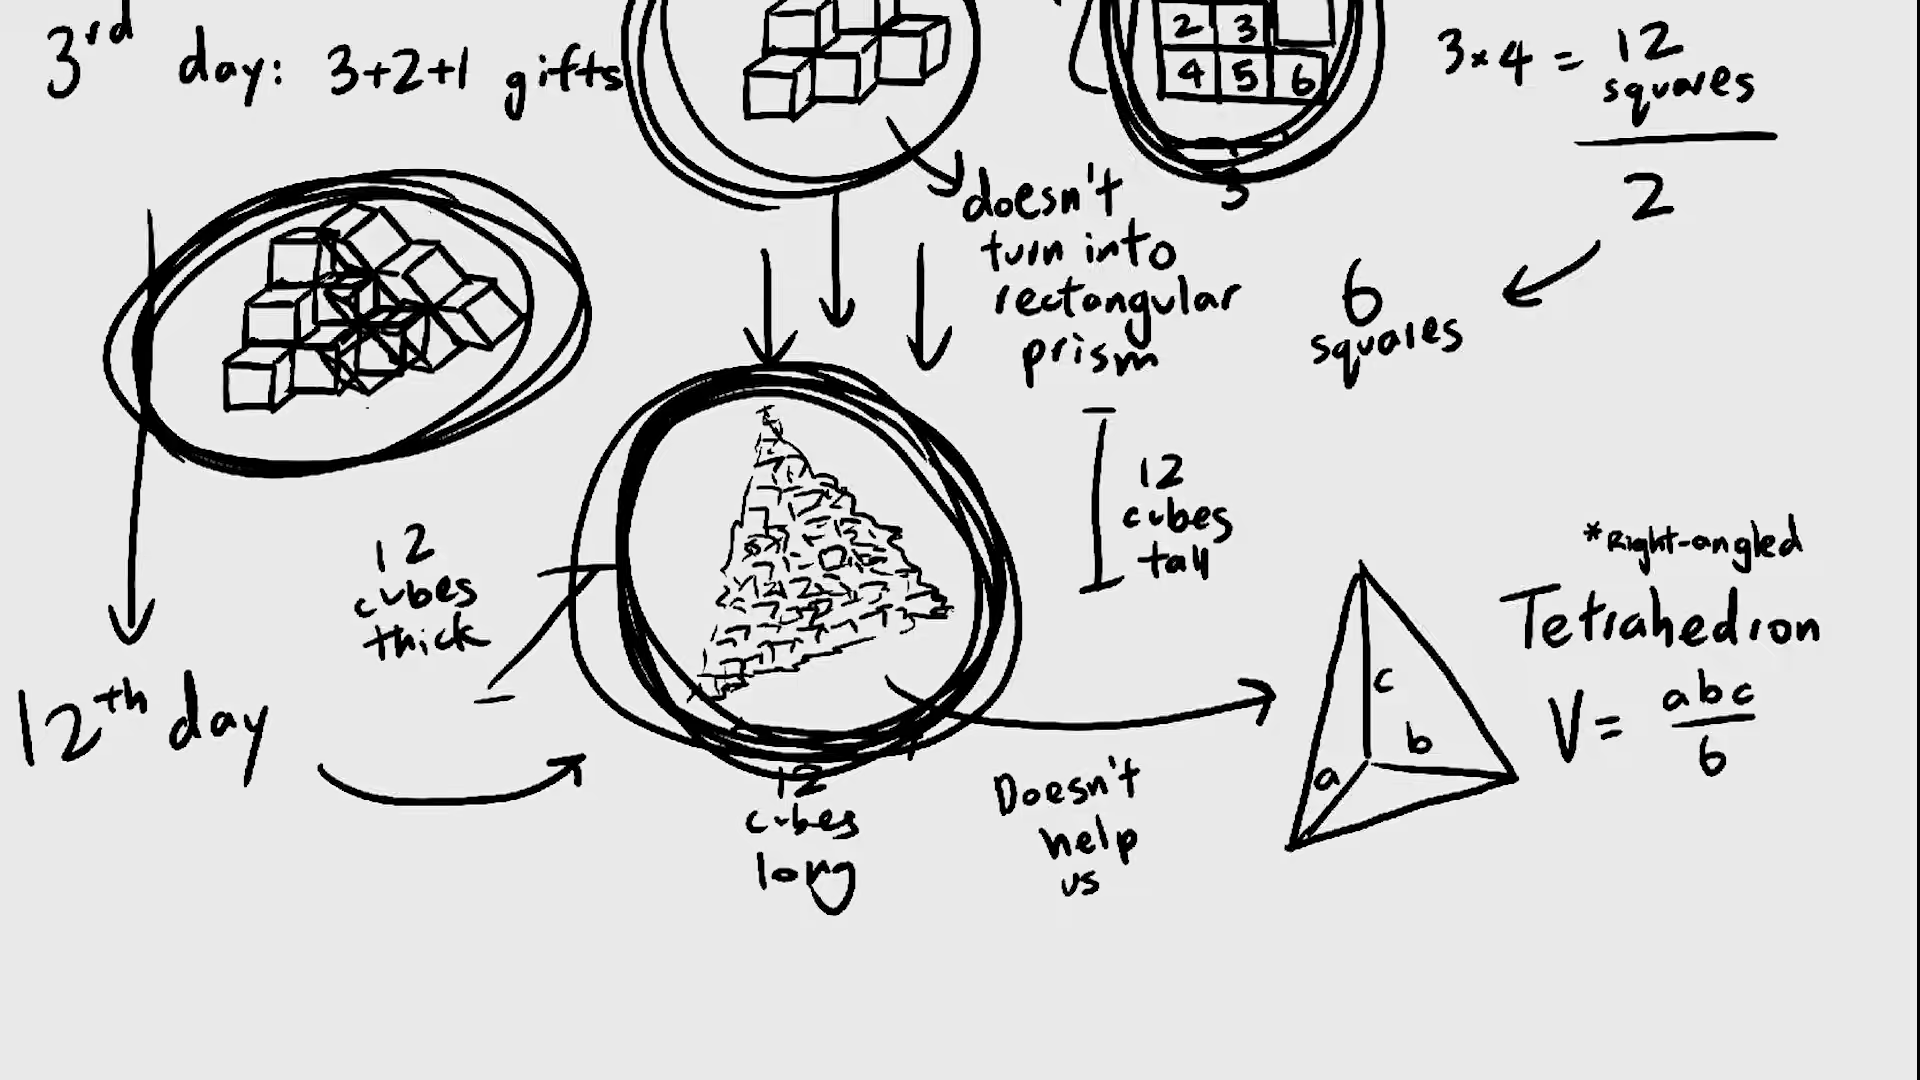 3rd day: 3+2+1 gifts
2 3
4 5 6
3
3×4 = 12
squares
2
6
squares
doesn't
turn into
rectangular
prism
12
cubes
tall
12
cubes
thick
12th day
12
cubes
long
Doesn't
help
us
*Right-angled
Tetrahedron
V = abc
6
c
b
a